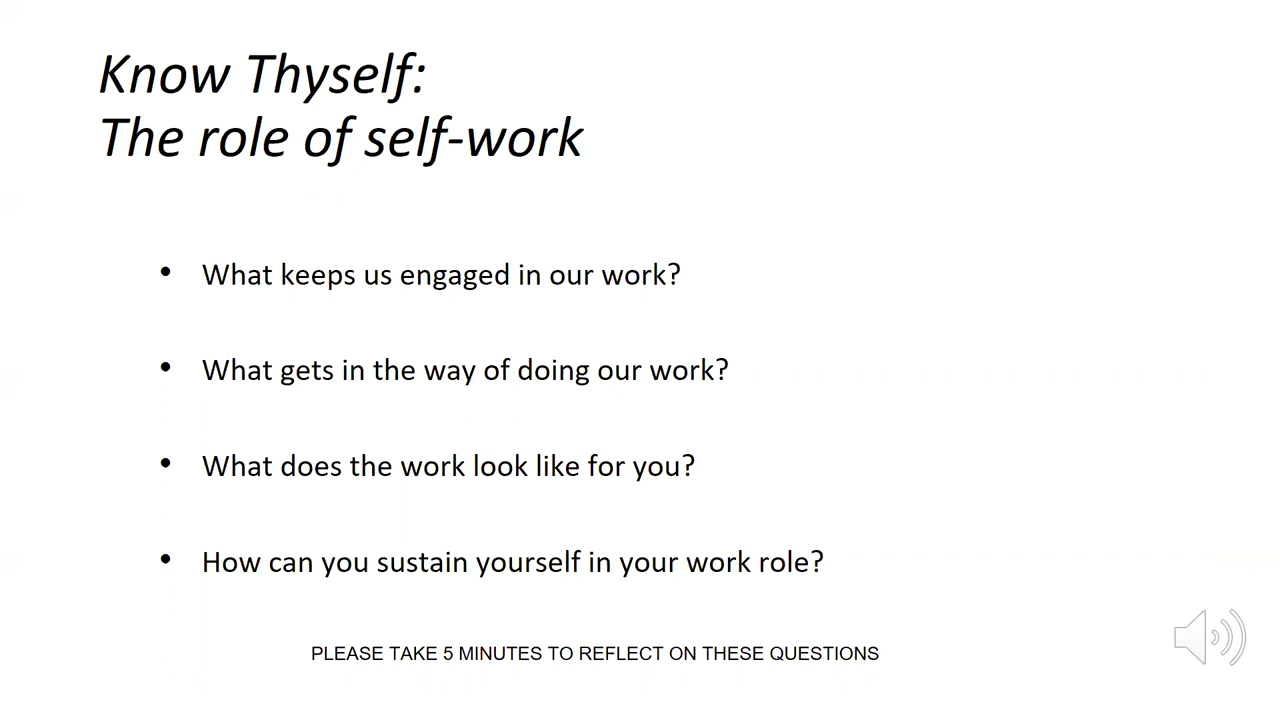 Know Thyself:
The role of self-work
• What keeps us engaged in our work?
• What gets in the way of doing our work?
• What does the work look like for you?
• How can you sustain yourself in your work role?
PLEASE TAKE 5 MINUTES TO REFLECT ON THESE QUESTIONS